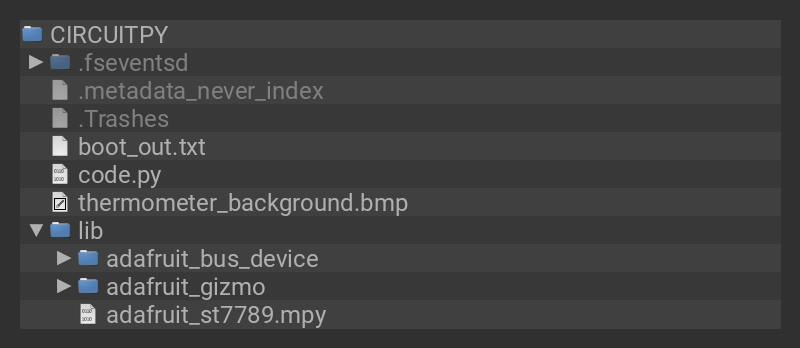 CIRCUITPY
.fseventsd
.metadata_never_index
.Trashes
boot_out.txt
code.py
thermometer_background.bmp
lib
adafruit_bus_device
adafruit_gizmo
adafruit_st7789.mpy